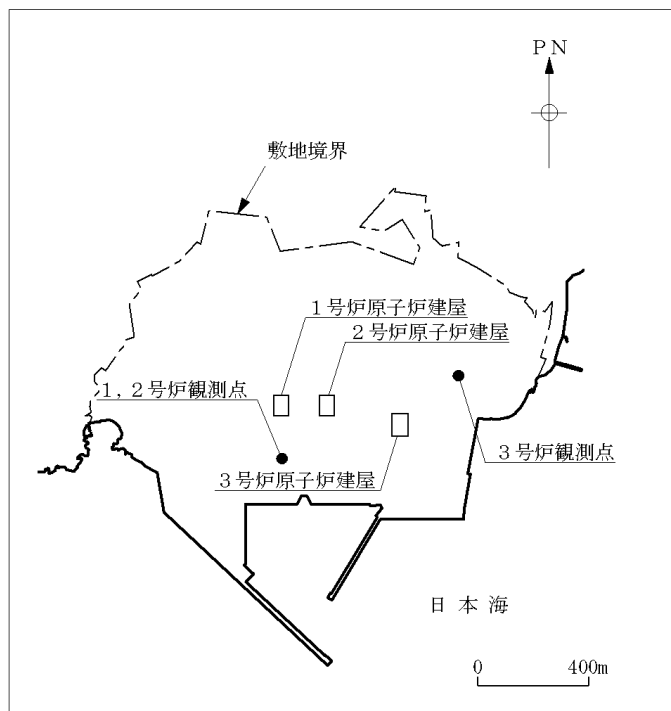 ＰＮ
敷地境界
１号炉原子炉建屋
２号炉原子炉建屋
１，２号炉観測点
３号炉原子炉建屋
３号炉観測点
日 本 海
0 400m